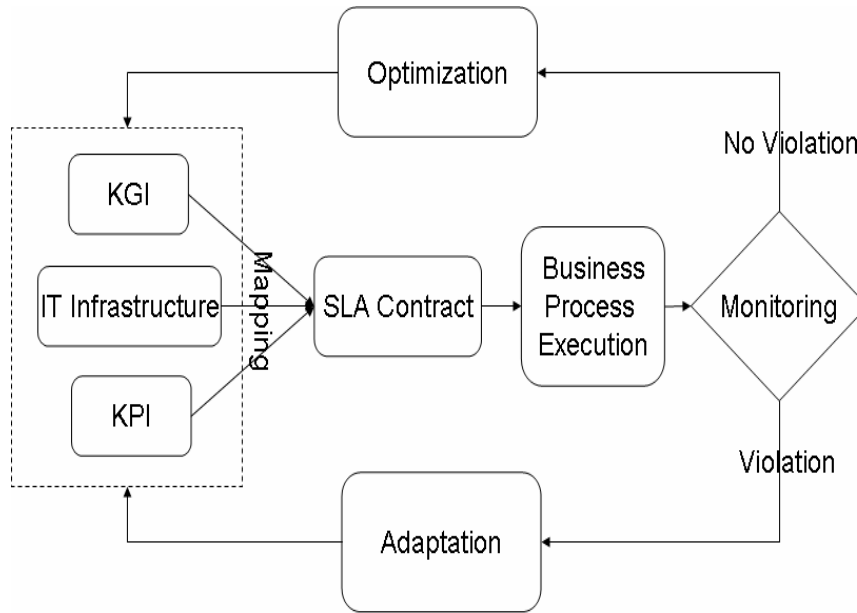 Optimization
No Violation
KGI
Mapping
IT Infrastructure
SLA Contract
Business
Process
Execution
Monitoring
KPI
Violation
Adaptation